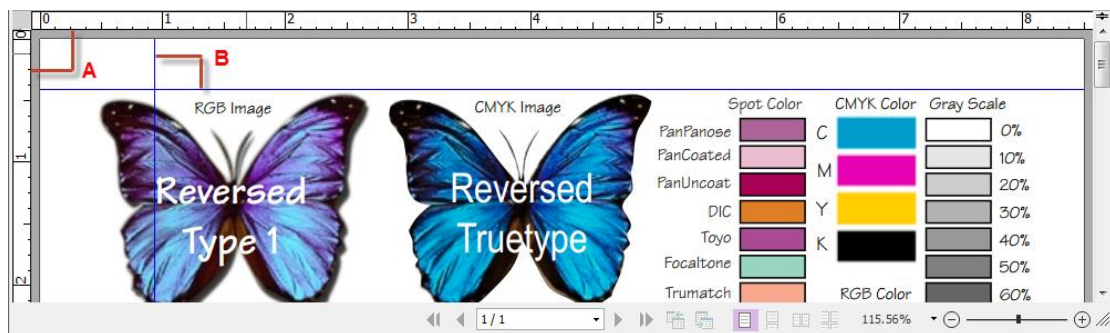 0 1 2 3 4 5 6 7 8
0
A
B
RGB Image
CMYK Image
Spot Color
CMYK Color
Gray Scale
PanPanose
C
0%
PanCoated
10%
M
PanUncoat
20%
1
Reversed
Type 1
Reversed
Truetype
DIC
Y
30%
Toyo
K
40%
Focaltone
50%
Trumatch
RGB Color
60%
2
1 / 1
115.56%